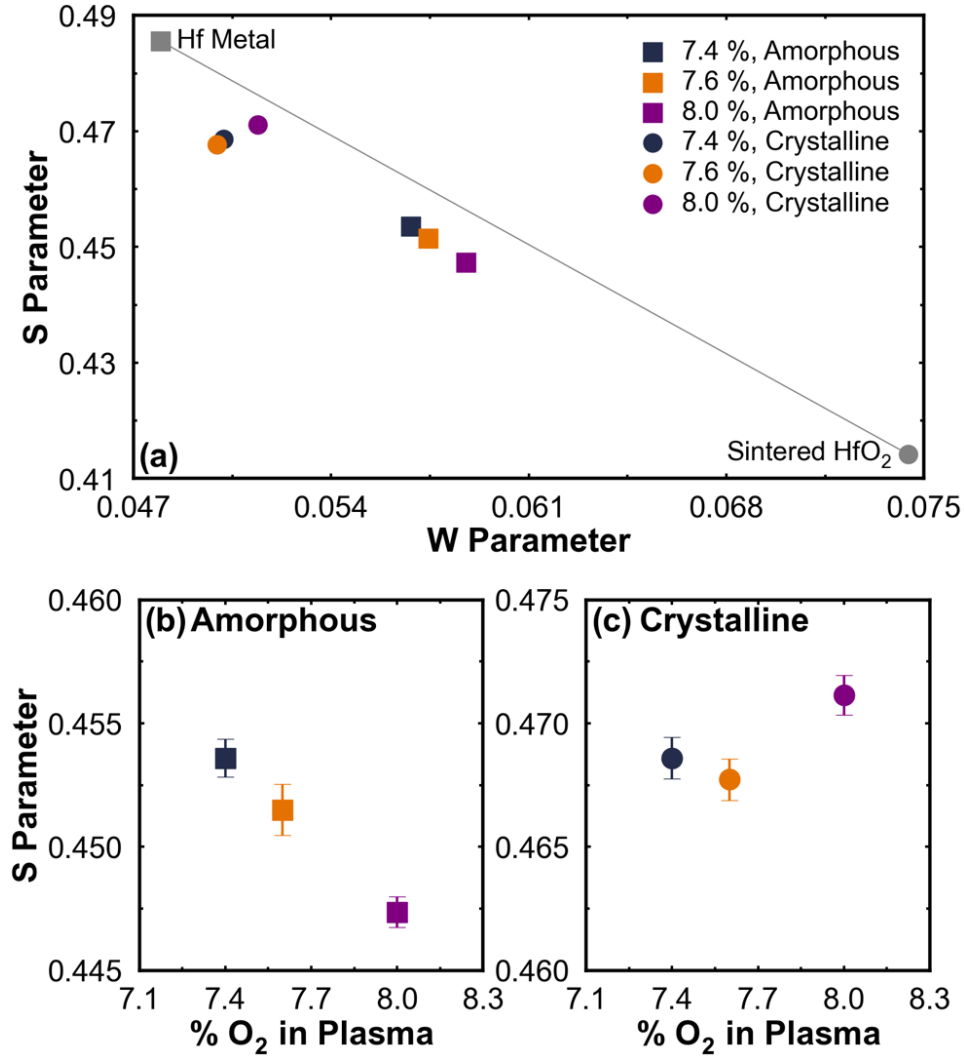 0.49
Hf Metal
7.4 %, Amorphous
7.6 %, Amorphous
8.0 %, Amorphous
7.4 %, Crystalline
7.6 %, Crystalline
8.0 %, Crystalline
0.47
S Parameter
0.45
0.43
Sintered HfO₂
(a)
0.41
0.047 0.054 0.061 0.068 0.075
W Parameter
(b) Amorphous
0.460
0.455
S Parameter
0.450
0.445
7.1 7.4 7.7 8.0 8.3
% O₂ in Plasma
(c) Crystalline
0.475
0.470
0.465
0.460
7.1 7.4 7.7 8.0 8.3
% O₂ in Plasma